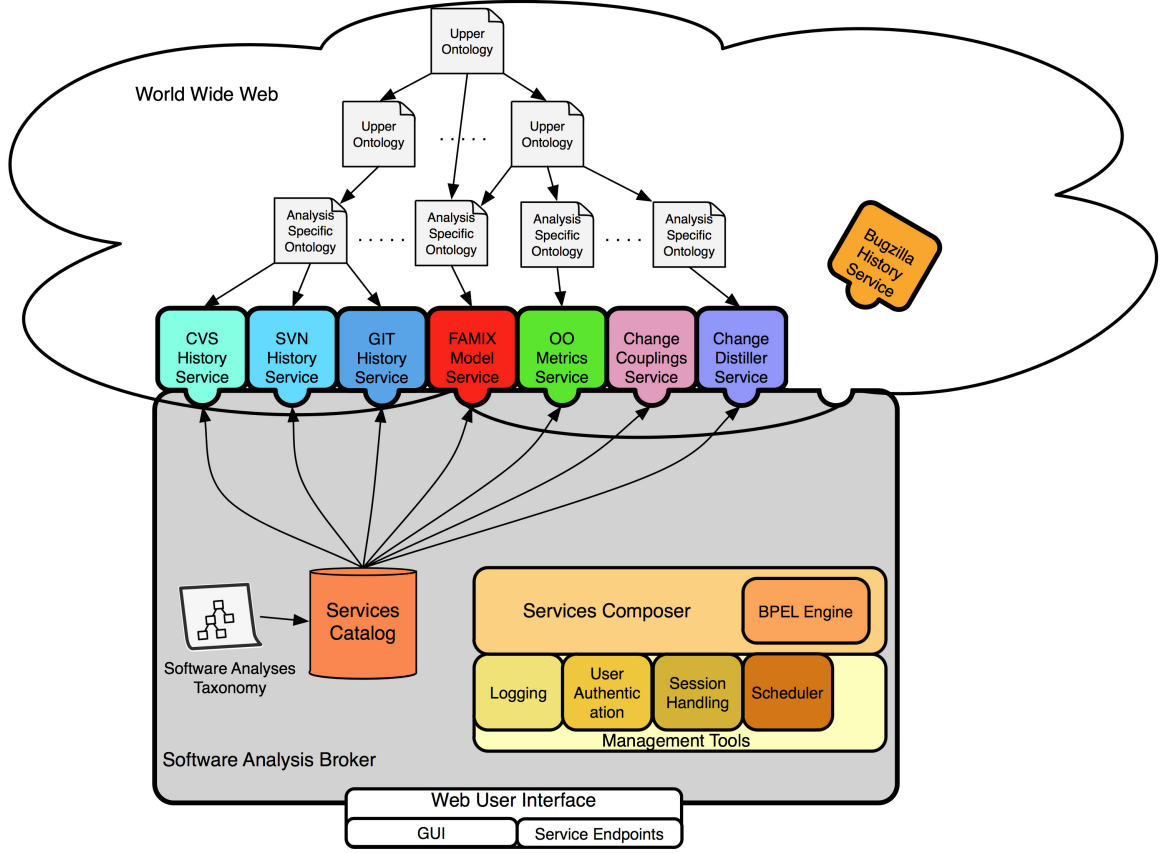 Upper
Ontology
World Wide Web
Upper
Ontology
. . . . .
Upper
Ontology
Analysis
Specific
Ontology
. . . . .
Analysis
Specific
Ontology
Analysis
Specific
Ontology
. . . .
Analysis
Specific
Ontology
Bugzilla
History
Service
CVS
History
Service
SVN
History
Service
GIT
History
Service
FAMIX
Model
Service
OO
Metrics
Service
Change
Couplings
Service
Change
Distiller
Service
Services
Catalog
Software Analyses
Taxonomy
Services Composer
BPEL Engine
Logging
User
Authentic
ation
Session
Handling
Scheduler
Management Tools
Software Analysis Broker
Web User Interface
GUI
Service Endpoints